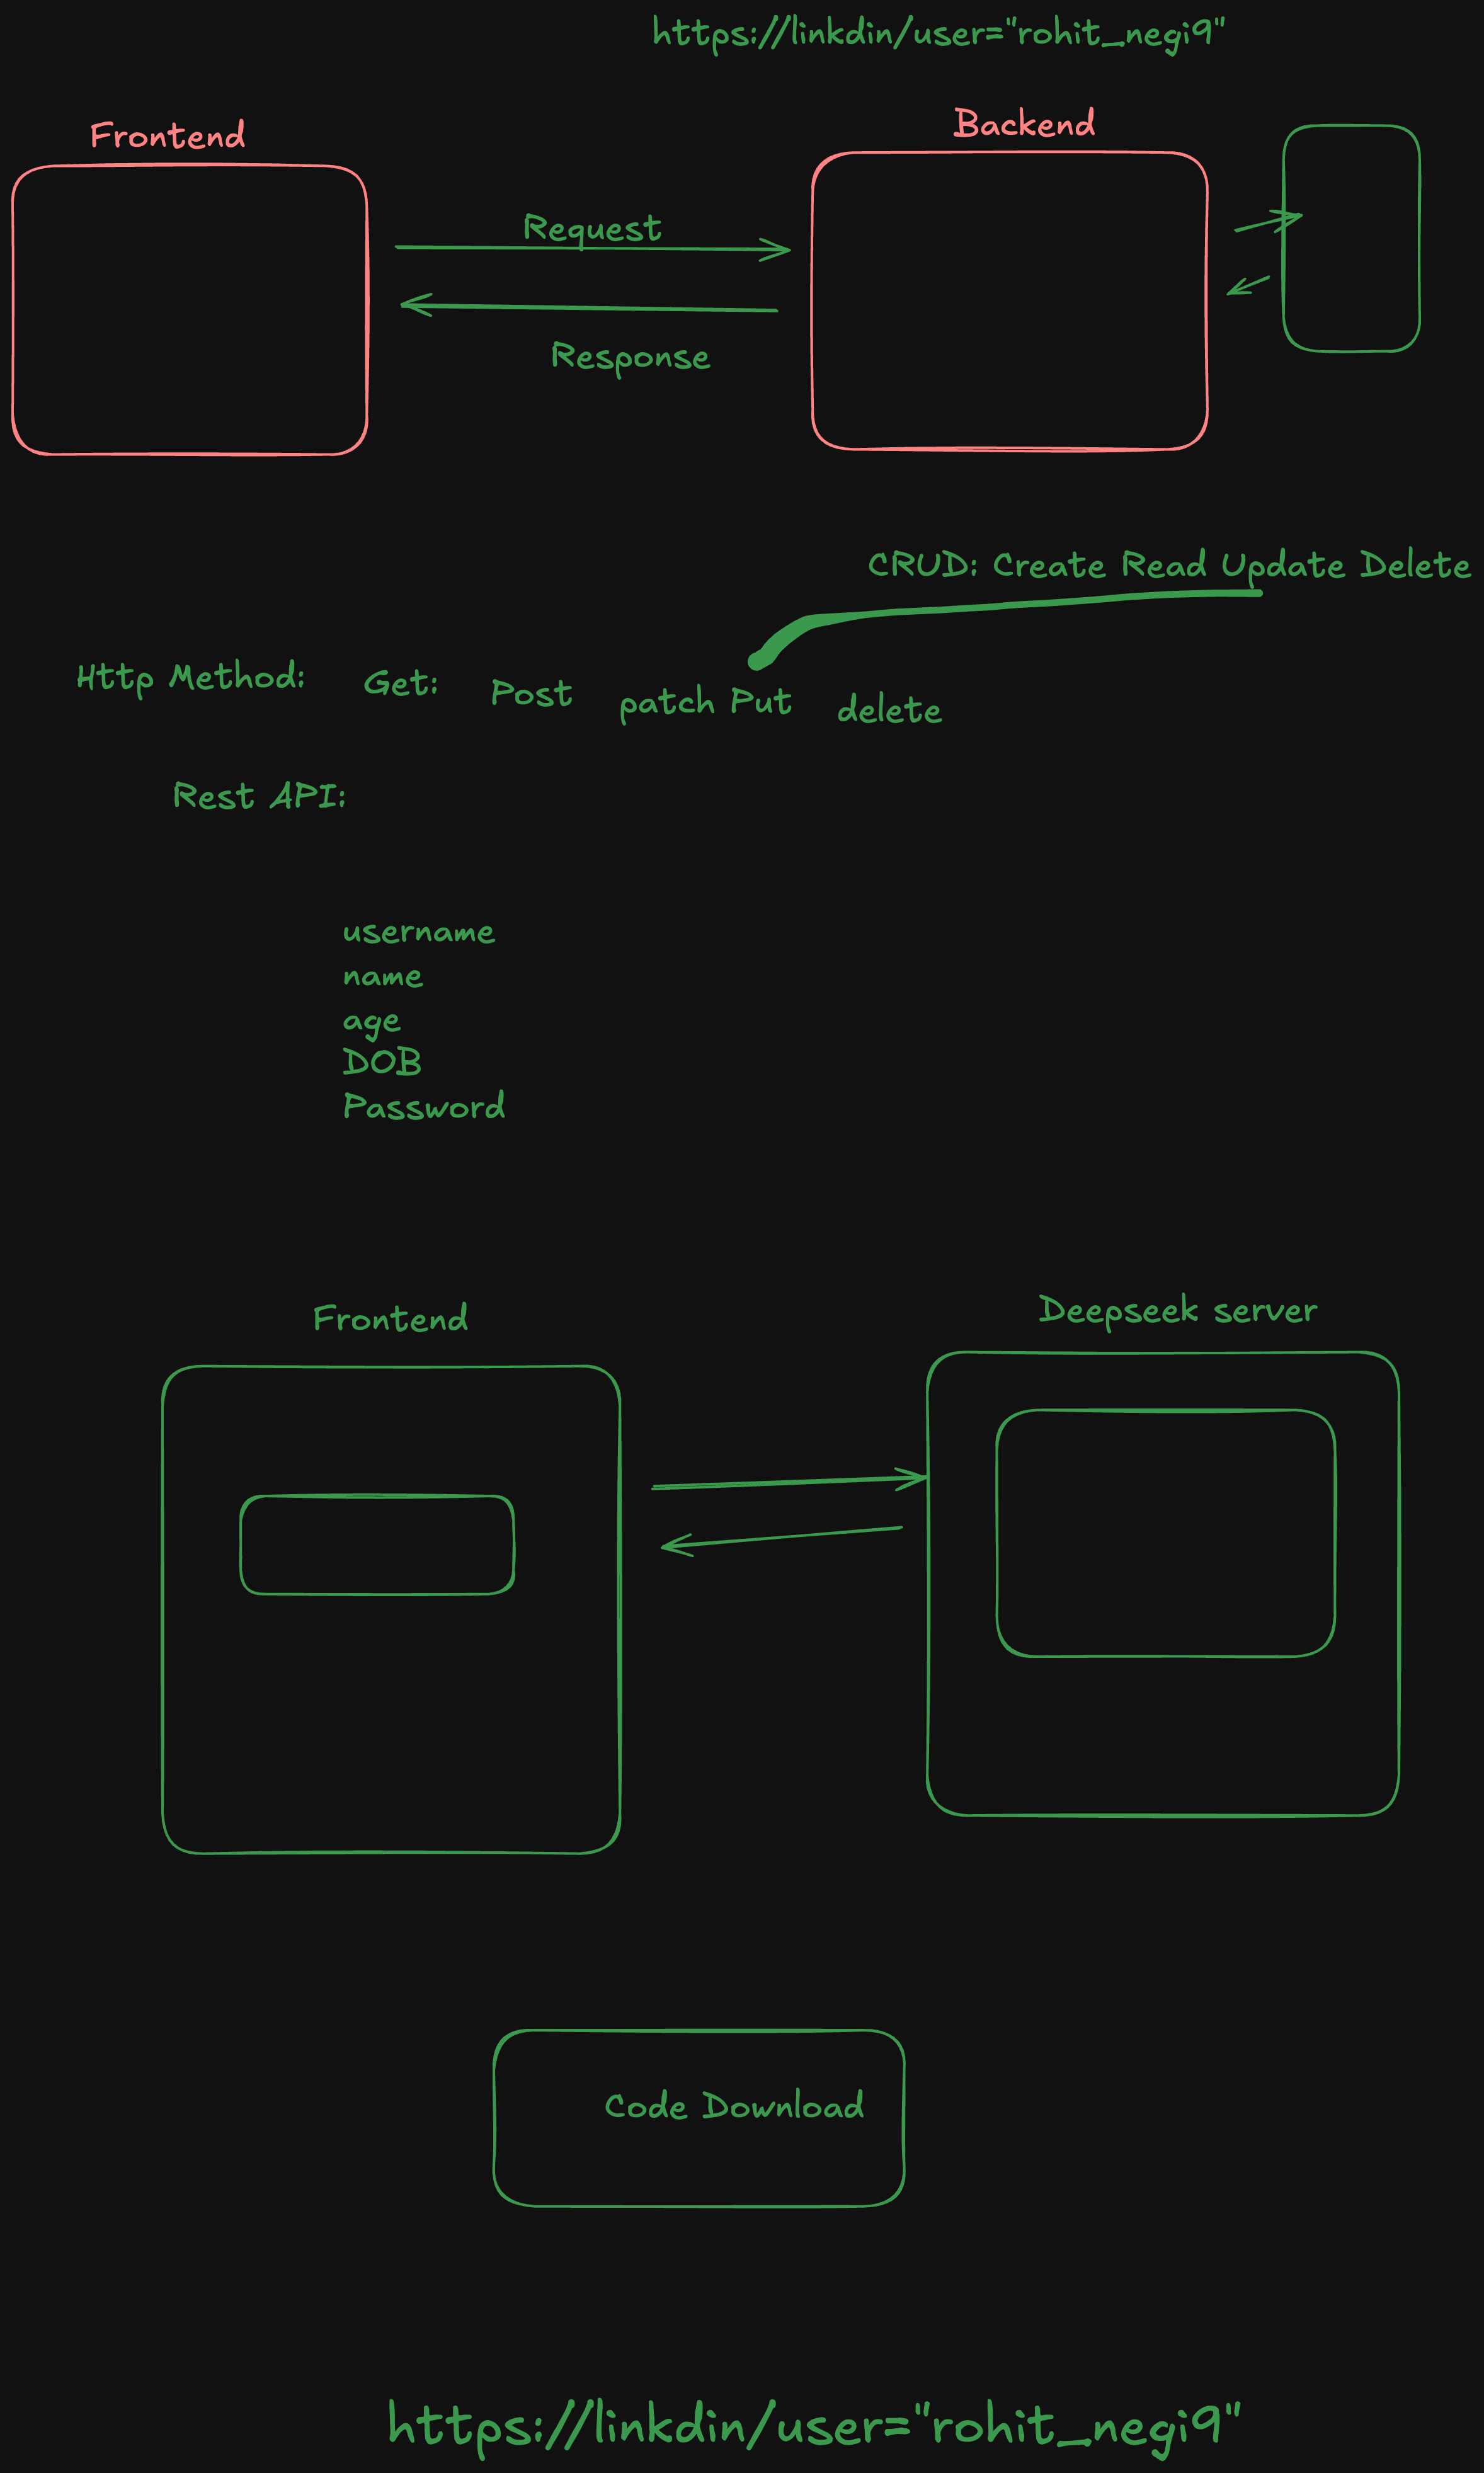 https://linkdin/user="rohit_negi9"
Frontend
Backend
Request
Response
CRUD: Create Read Update Delete
Http Method: Get: Post patch Put delete
Rest API:
username
name
age
DOB
Password
Frontend
Deepseek server
Code Download
https://linkdin/user="rohit_negi9"